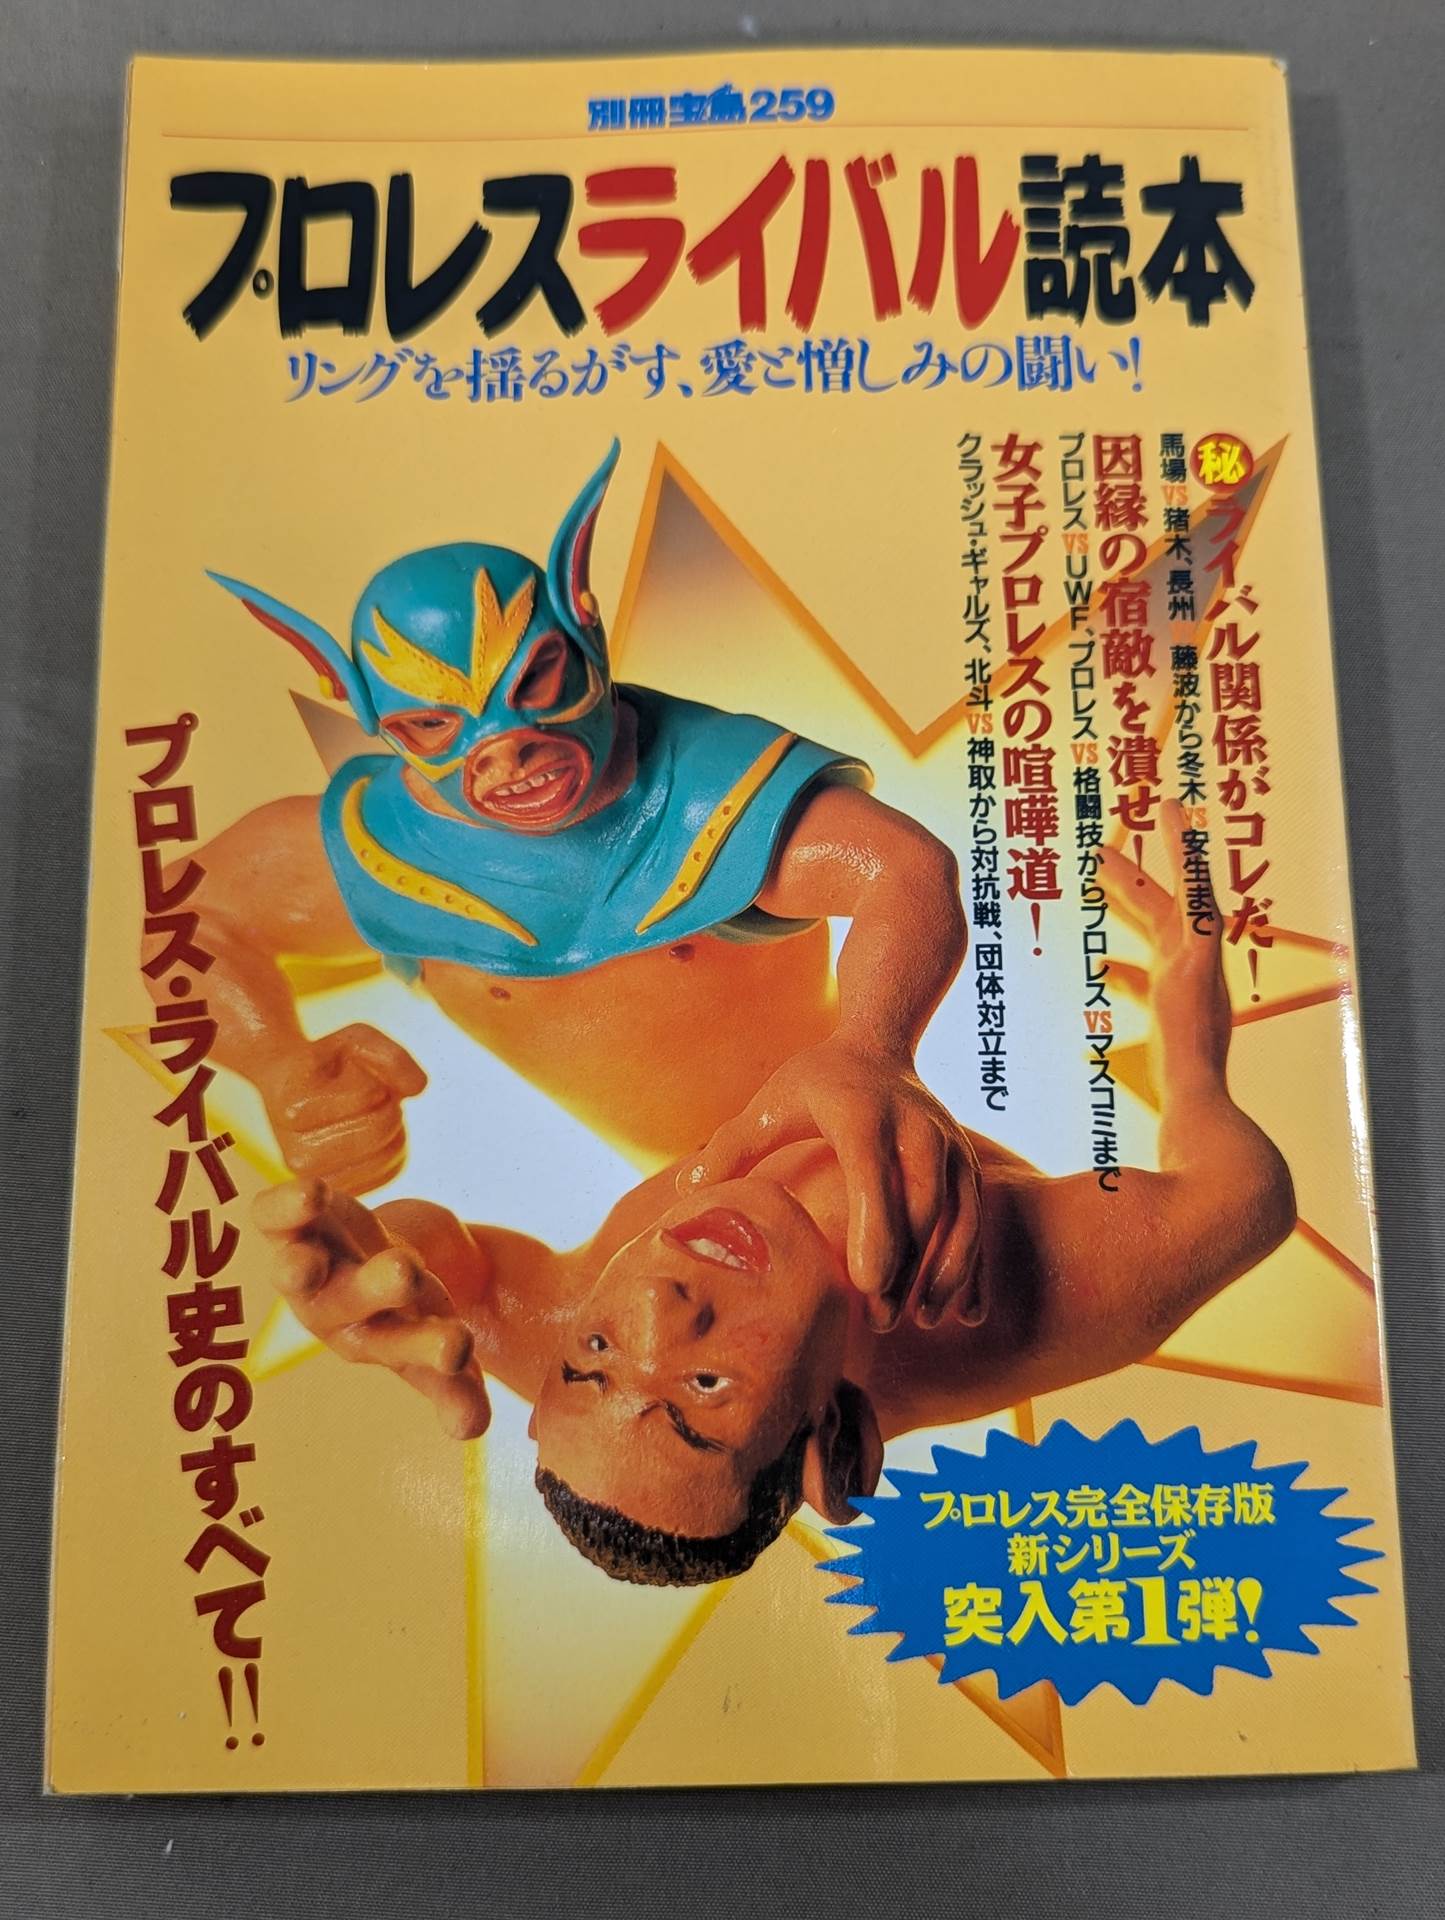 別冊宝島259
プロレスライバル読本
リングを揺るがす、愛と憎しみの闘い!
㊙ライバル関係がコレだ!
馬場vs猪木、長州vs藤波から冬木vs安生まで
因縁の宿敵を潰せ!
プロレスvsUWF、プロレスvs格闘技からプロレスvsマスコミまで
女子プロレスの喧嘩道!
クラッシュ・ギャルズ、北斗vs神取から対抗戦、団体対立まで
プロレス・ライバル史のすべて!!
プロレス完全保存版
新シリーズ
突入第1弾!